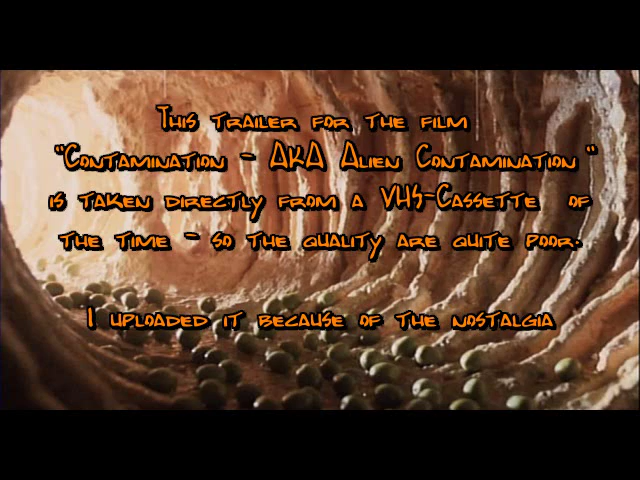 This trailer for the film
"Contamination - AKA Alien Contamination "
is taken directly from a VHS-Cassette of
the time - so the quality are quite poor.
I uploaded it because of the nostalgia